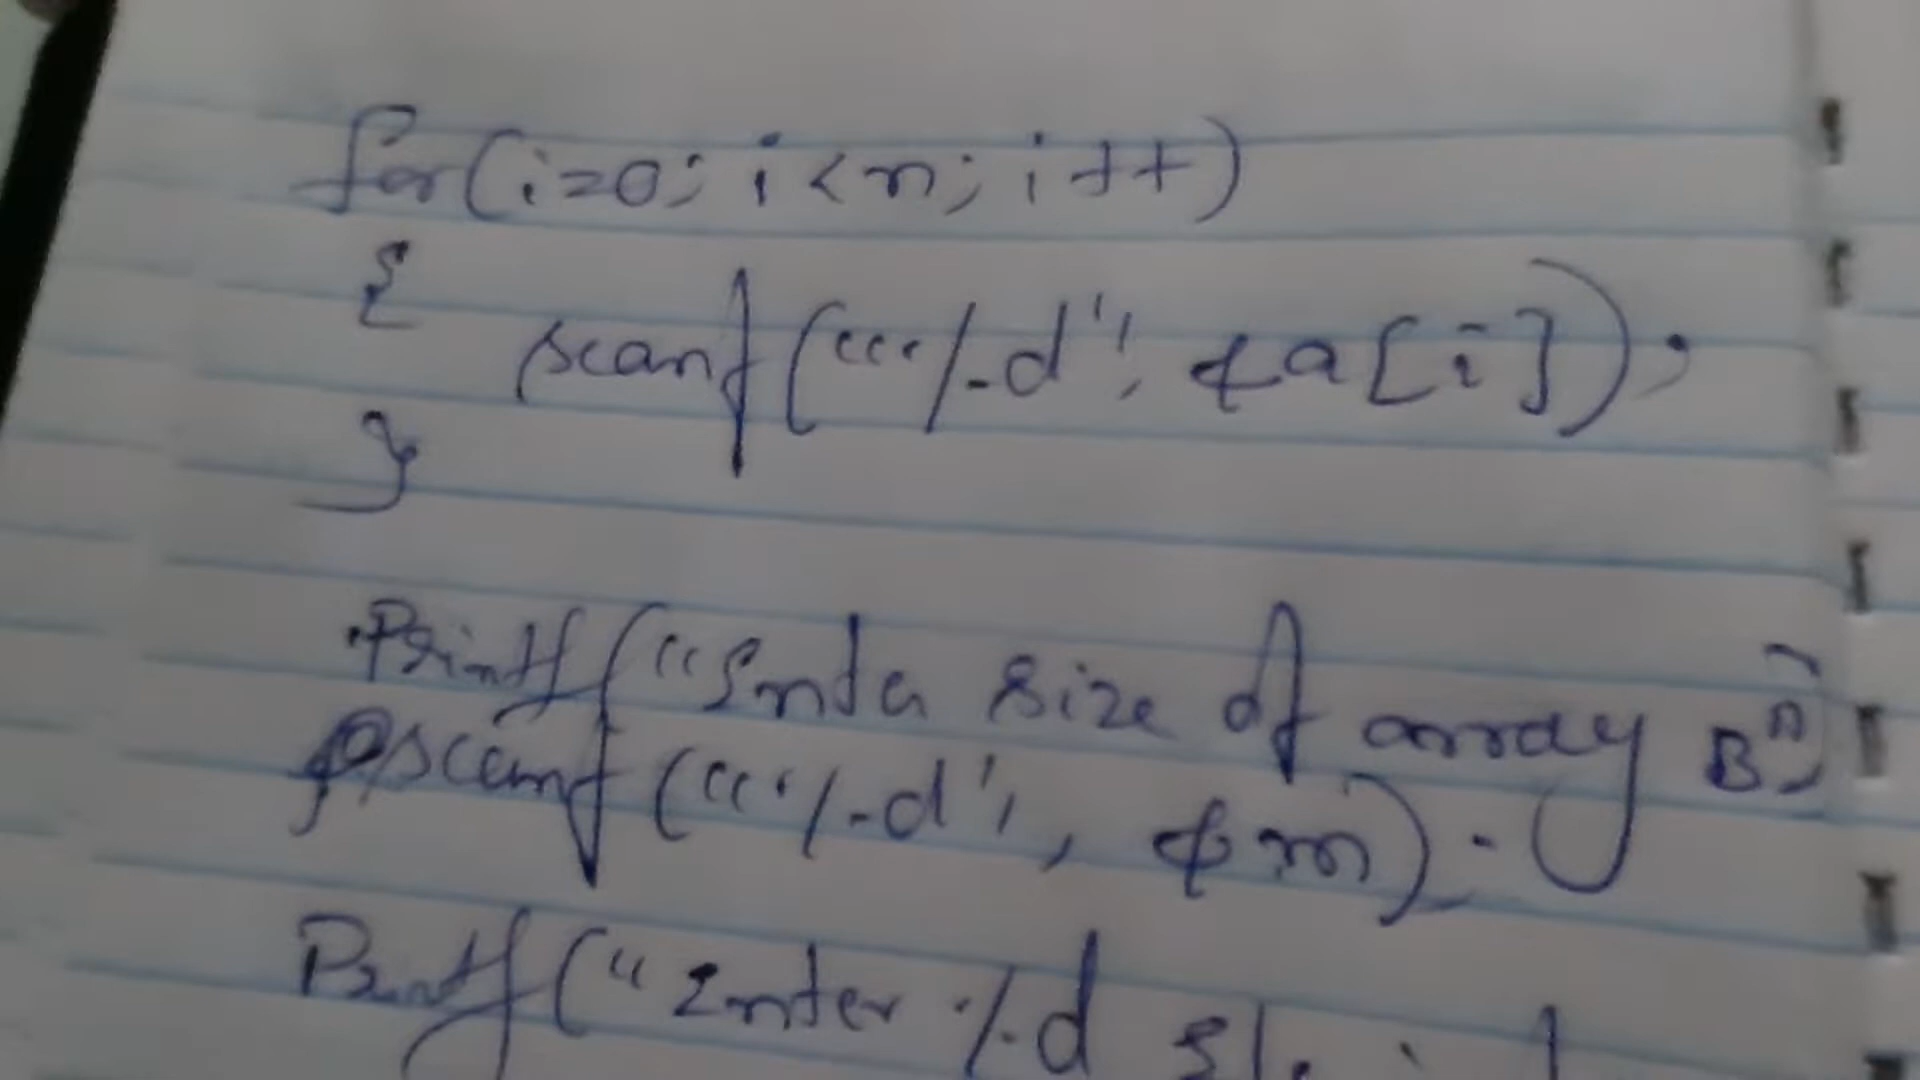 for(i=0; i<n; i++)
{
scanf("%d", &a[i]);
}
Printf("Enter size of array B")
scanf("%d", &m);
Printf("Enter %d